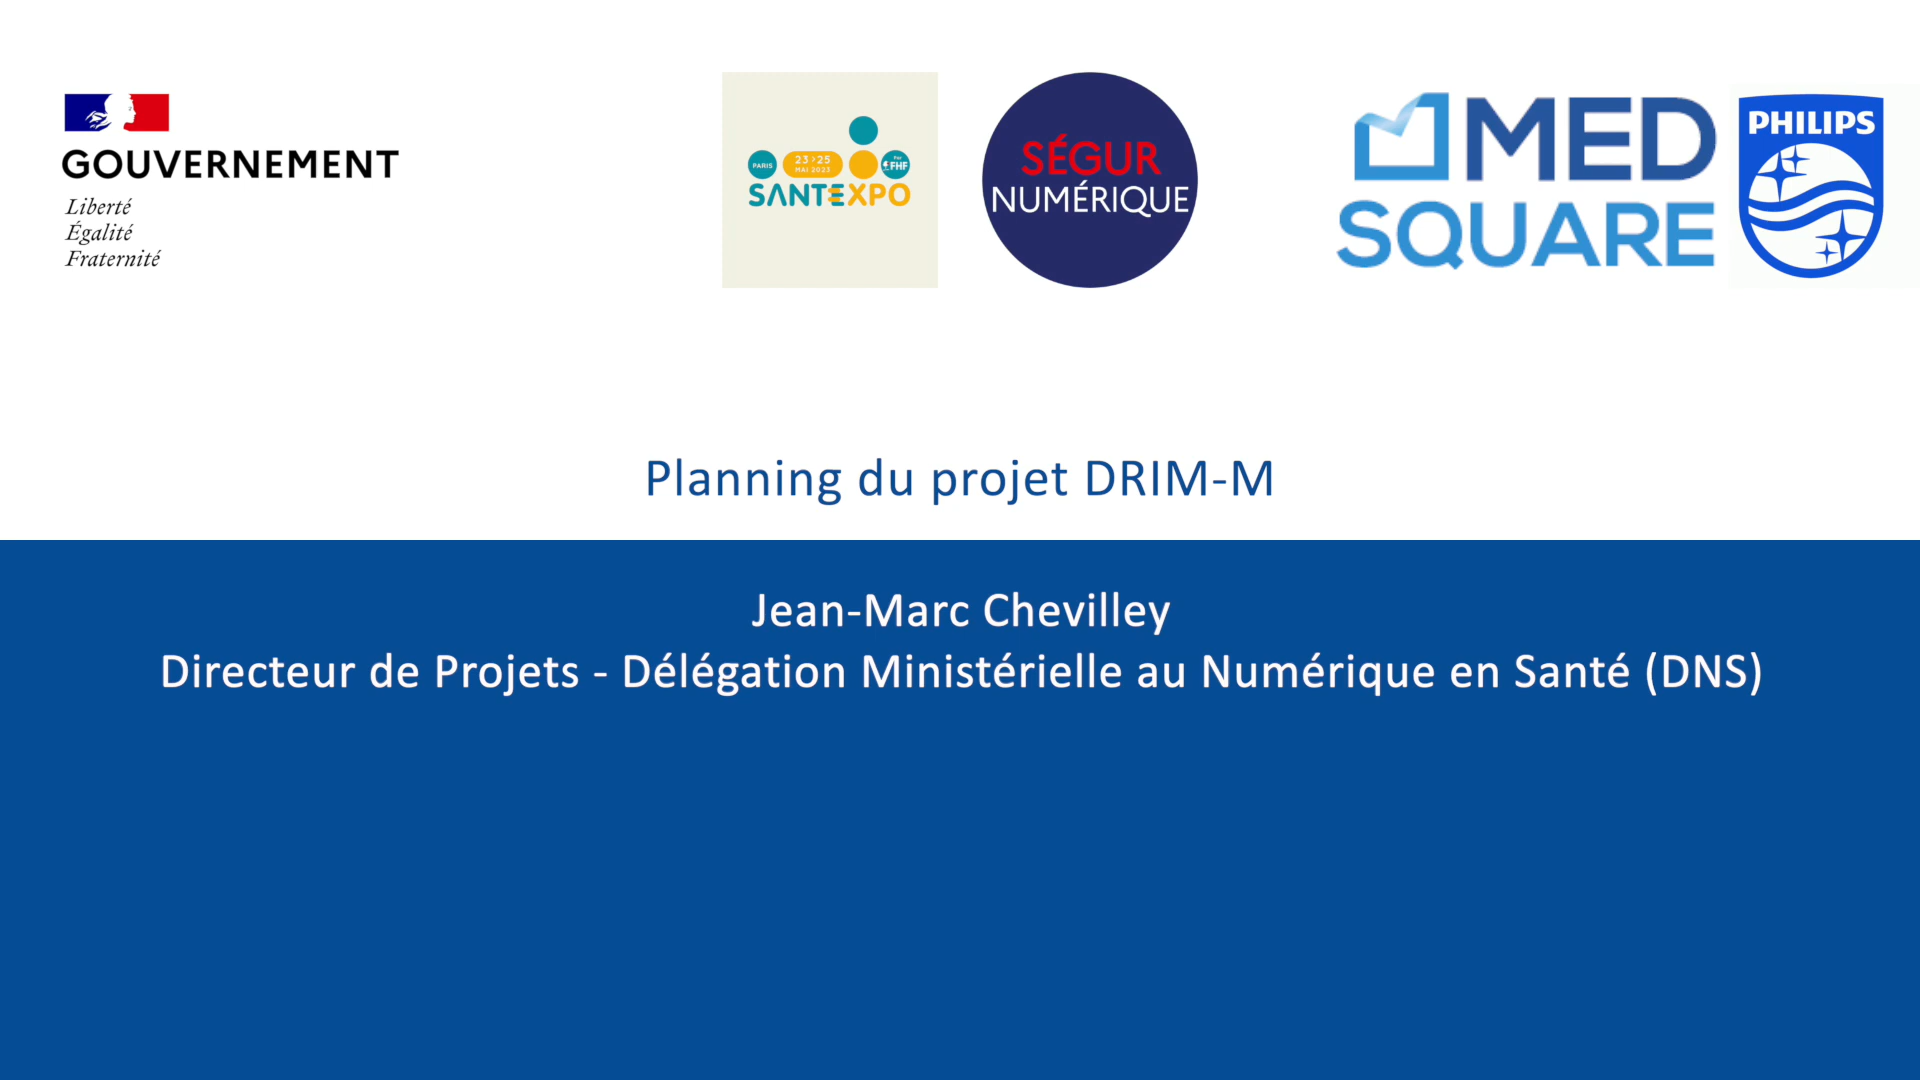 GOUVERNEMENT
Liberté
Égalité
Fraternité
PARIS
23>25
MAI 2023
Par
FHF
SANTEXPO
SÉGUR
NUMÉRIQUE
MED
SQUARE
PHILIPS
Planning du projet DRIM-M
Jean-Marc Chevilley
Directeur de Projets - Délégation Ministérielle au Numérique en Santé (DNS)